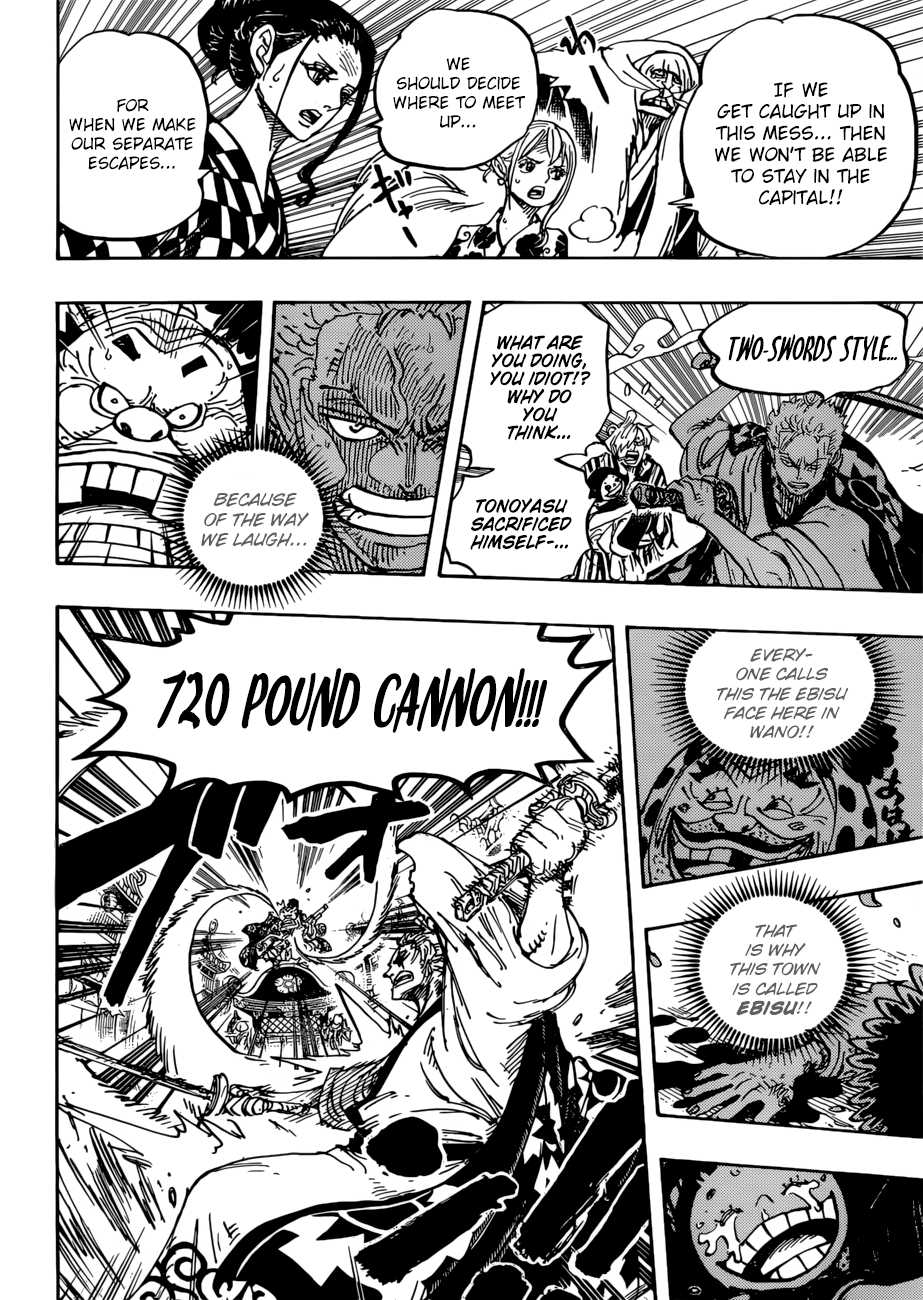 IF WE
GET CAUGHT UP IN
THIS MESS... THEN
WE WON'T BE ABLE
TO STAY IN THE
CAPITAL!!
WE
SHOULD DECIDE
WHERE TO MEET
UP...
FOR
WHEN WE MAKE
OUR SEPARATE
ESCAPES...
TWO-SWORDS STYLE...
WHAT ARE
YOU DOING,
YOU IDIOT!?
WHY DO
YOU
THINK...
TONOYASU
SACRIFICED
HIMSELF-...
BECAUSE
OF THE WAY
WE LAUGH...
EVERY-
ONE CALLS
THIS THE EBISU
FACE HERE IN
WANO!!
あはは
THAT
IS WHY
THIS TOWN
IS CALLED
EBISU!!
720 POUND CANNON!!!